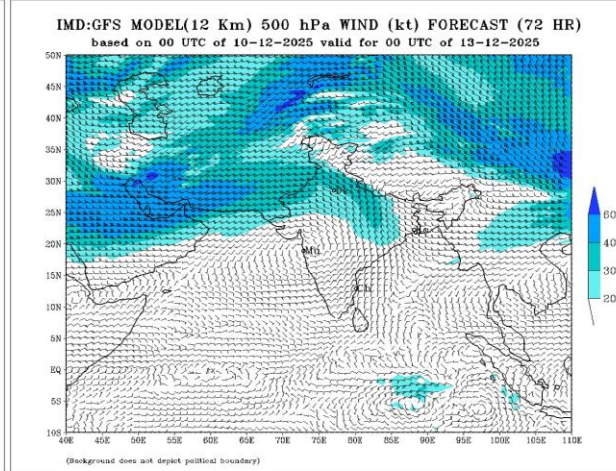 IMD:GFS MODEL(12 Km) 500 hPa WIND (kt) FORECAST (72 HR)
based on 00 UTC of 10-12-2025 valid for 00 UTC of 13-12-2025
50N
45N
40N
35N
30N
25N
20N
15N
10N
5N
EQ
5S
10S
Mu
Ch
60
40
30
20
40E 45E 50E 55E 60E 65E 70E 75E 80E 85E 90E 95E 100E 105E 110E
(Background does not depict political boundary)